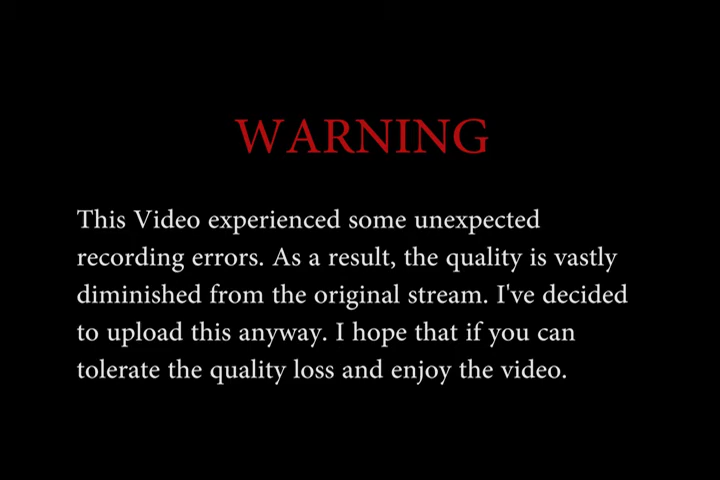 WARNING
This Video experienced some unexpected
recording errors. As a result, the quality is vastly
diminished from the original stream. I've decided
to upload this anyway. I hope that if you can
tolerate the quality loss and enjoy the video.